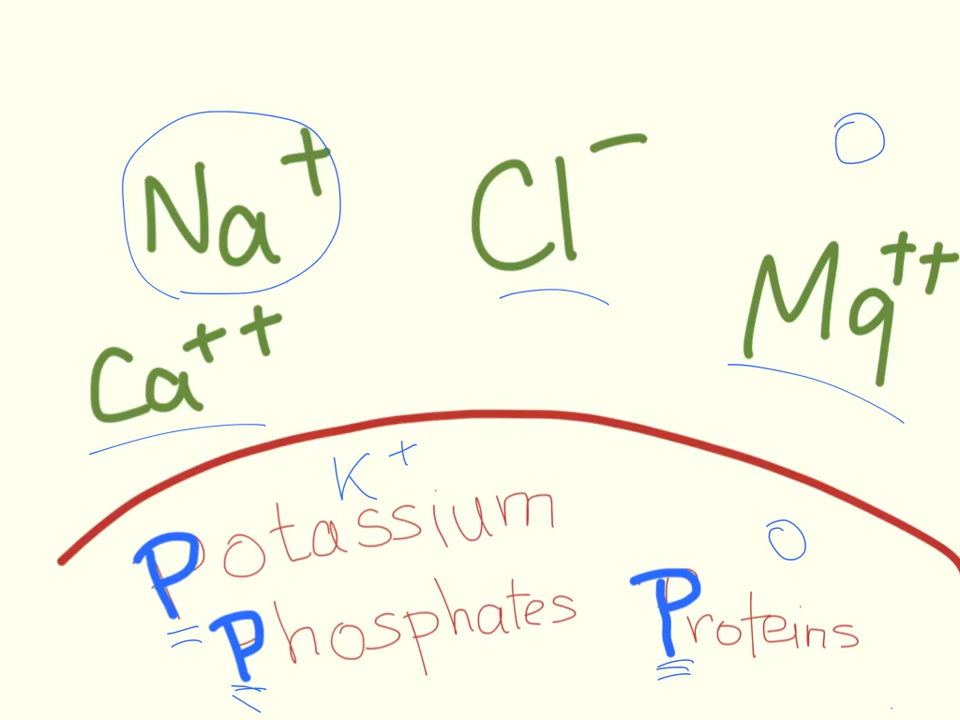 Na+ Cl-
Ca++ Mg++
K+
Potassium
Phosphates Proteins